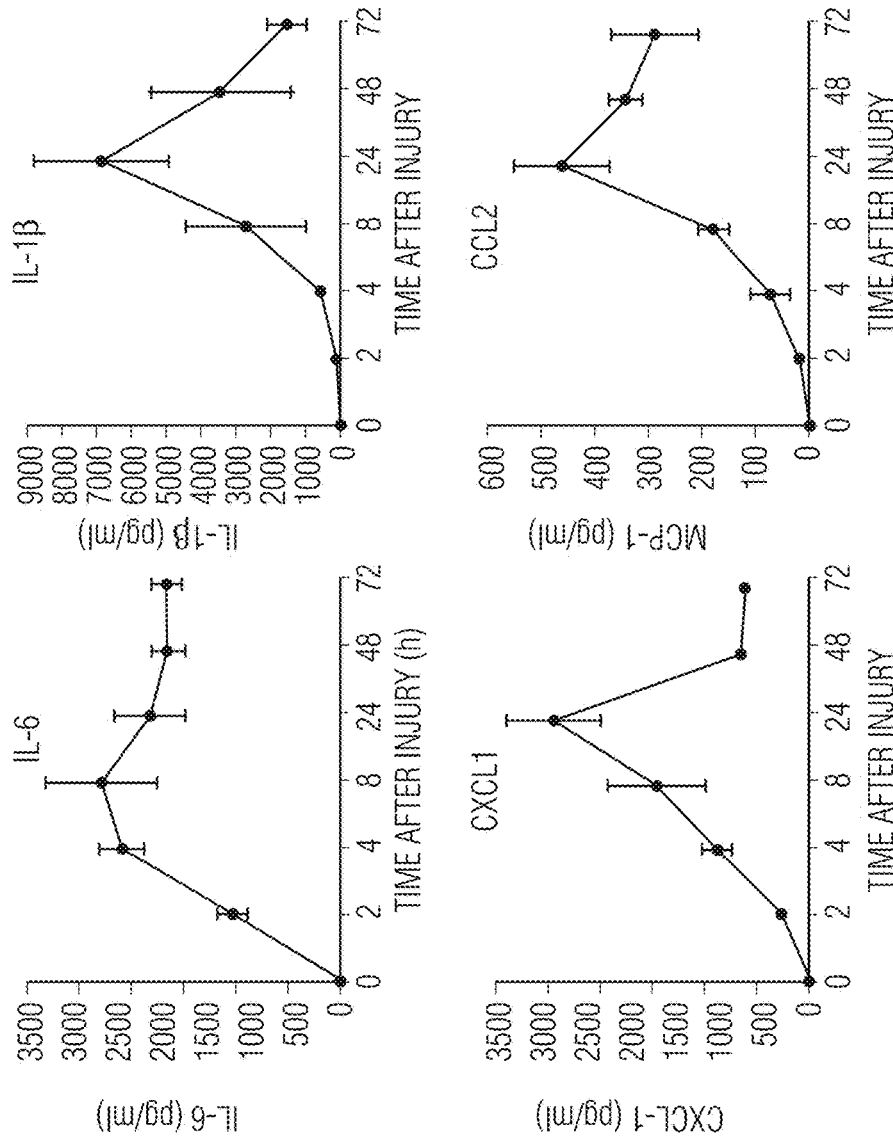 IL-6
IL-6 (pg/ml)
3500
3000
2500
2000
1500
1000
500
0
0 2 4 8 24 48 72
TIME AFTER INJURY (h)
IL-1β
IL-1β (pg/ml)
9000
8000
7000
6000
5000
4000
3000
2000
1000
0
0 2 4 8 24 48 72
TIME AFTER INJURY
CXCL1
CXCL-1 (pg/ml)
3500
3000
2500
2000
1500
1000
500
0
0 2 4 8 24 48 72
TIME AFTER INJURY
CCL2
MCP-1 (pg/ml)
600
500
400
300
200
100
0
0 2 4 8 24 48 72
TIME AFTER INJURY